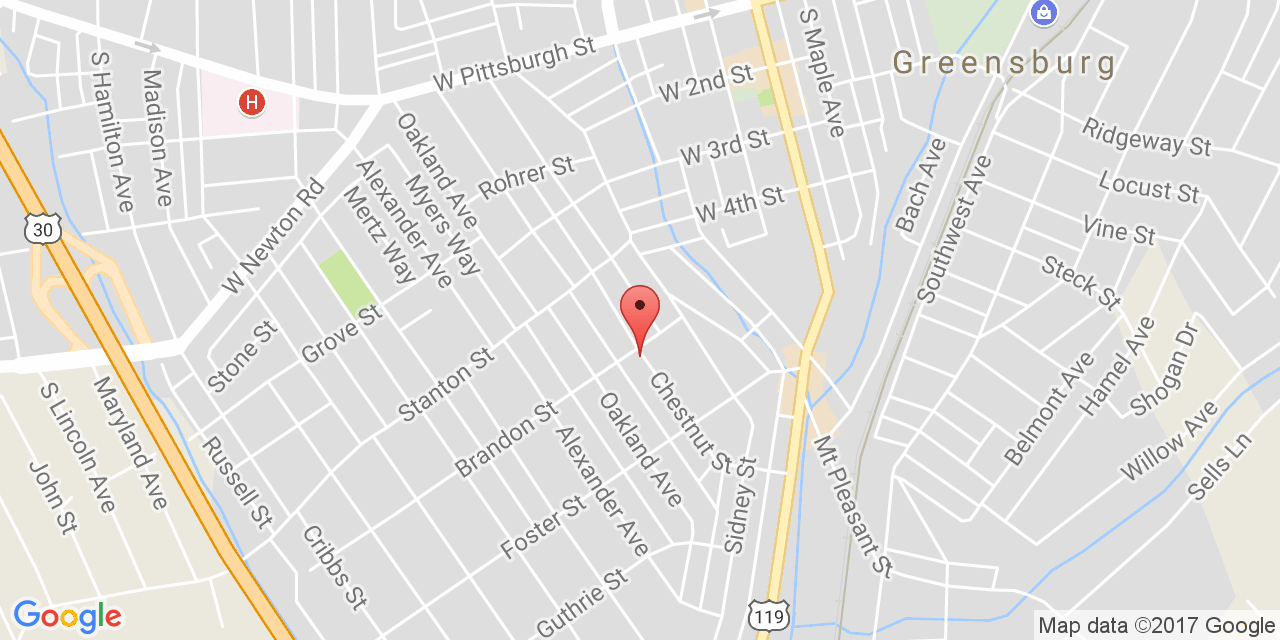 S Hamilton Ave
Madison Ave
H
W Pittsburgh St
W 2nd St
S Maple Ave
Greensburg
Ridgeway St
Locust St
Vine St
Steck St
Bach Ave
Southwest Ave
W 3rd St
W 4th St
Oakland Ave
Rohrer St
Myers Way
Alexander Ave
Mertz Way
W Newton Rd
30
Stone St
Grove St
Stanton St
Brandon St
Chestnut St
Oakland Ave
Alexander Ave
Foster St
Guthrie St
Sidney St
Mt Pleasant St
Belmont Ave
Hamel Ave
Shogan Dr
Willow Ave
Sells Ln
S Lincoln Ave
Maryland Ave
John St
Russell St
Cribbs St
119
Google
Map data ©2017 Google